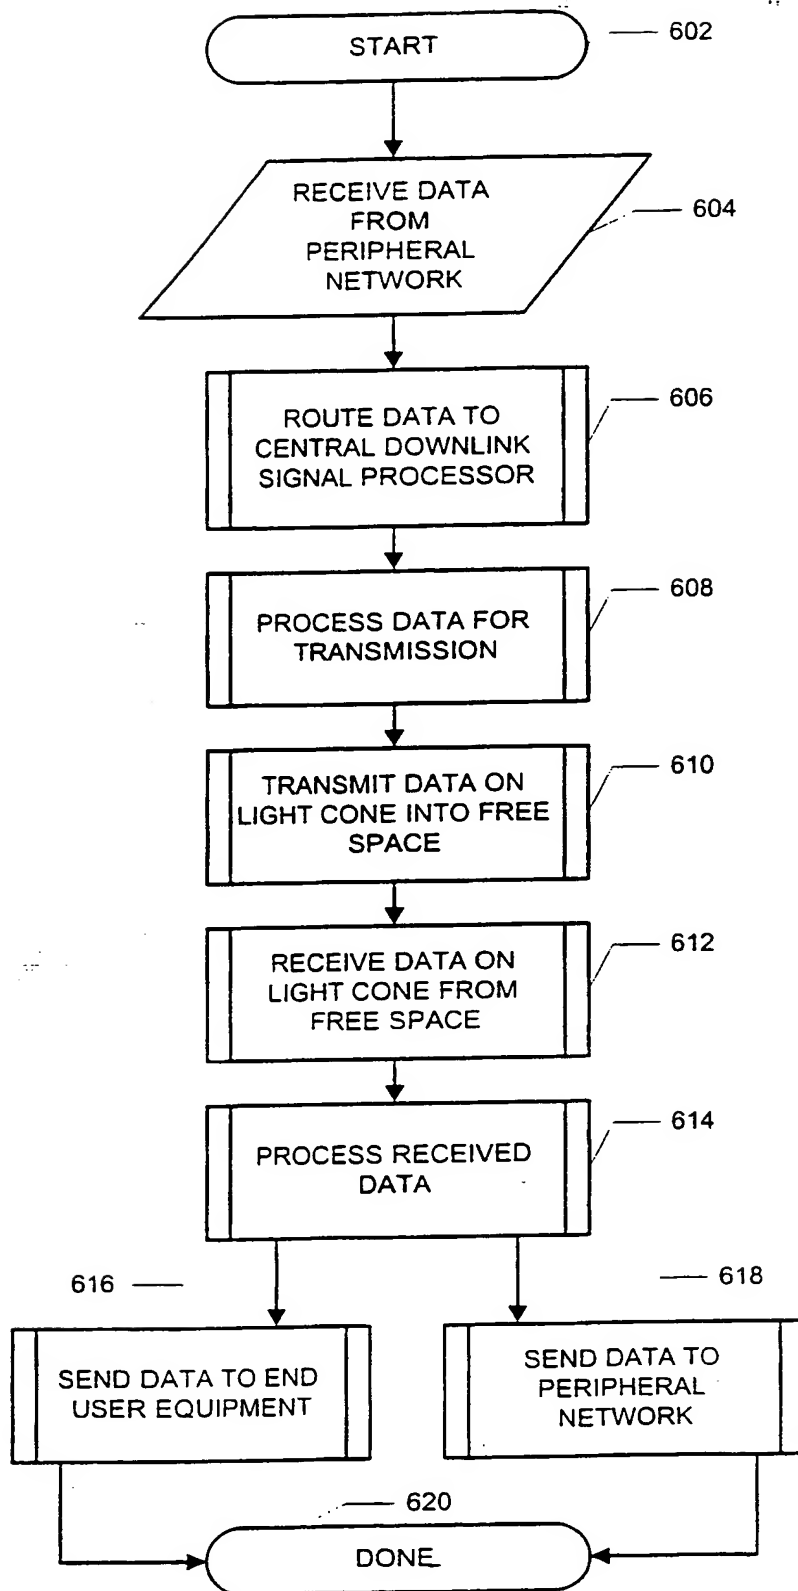 START
602
RECEIVE DATA
FROM
PERIPHERAL
NETWORK
604
ROUTE DATA TO
CENTRAL DOWNLINK
SIGNAL PROCESSOR
606
PROCESS DATA FOR
TRANSMISSION
608
TRANSMIT DATA ON
LIGHT CONE INTO FREE
SPACE
610
RECEIVE DATA ON
LIGHT CONE FROM
FREE SPACE
612
PROCESS RECEIVED
DATA
614
616
618
SEND DATA TO END
USER EQUIPMENT
SEND DATA TO
PERIPHERAL
NETWORK
620
DONE